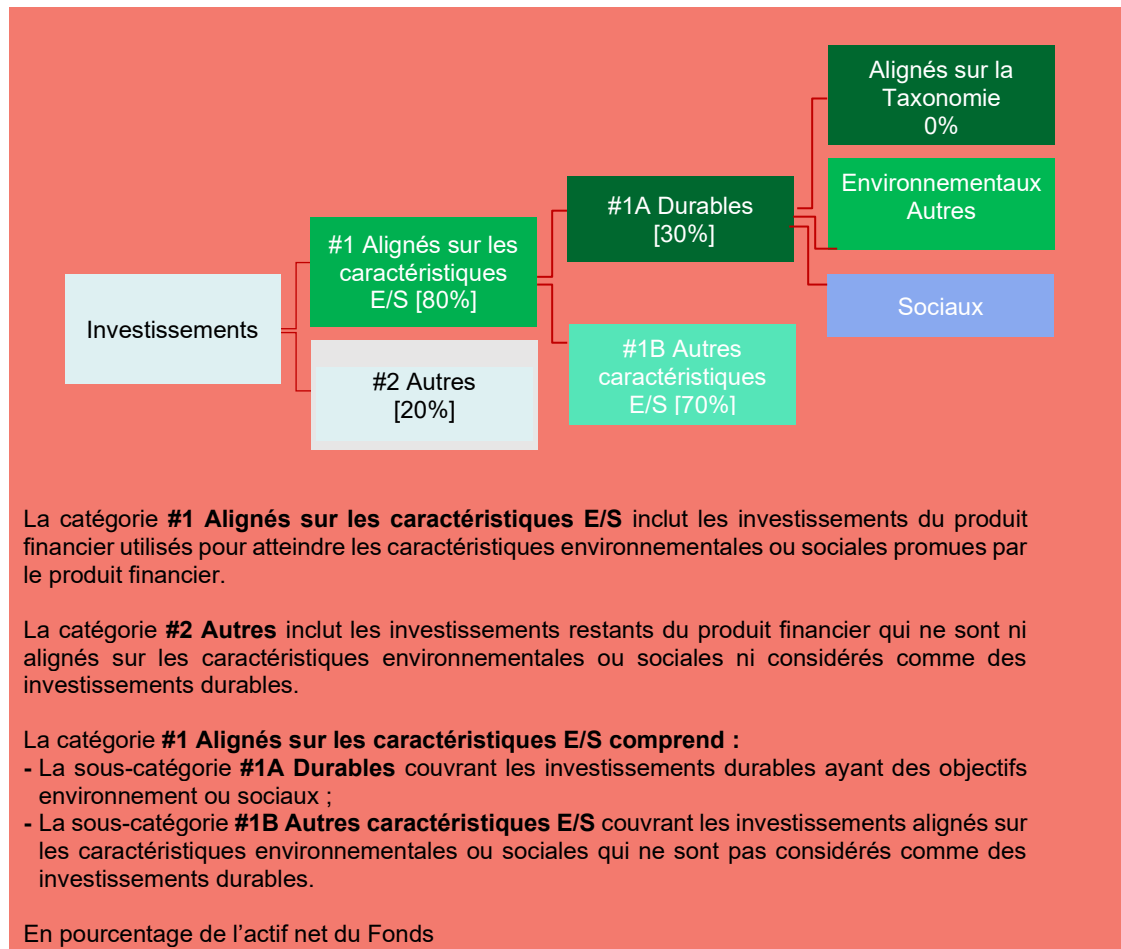 Alignés sur la
Taxonomie
0%
Environnementaux
Autres
#1A Durables
[30%]
#1 Alignés sur les
caractéristiques
E/S [80%]
Sociaux
Investissements
#1B Autres
caractéristiques
E/S [70%]
#2 Autres
[20%]
La catégorie #1 Alignés sur les caractéristiques E/S inclut les investissements du produit
financier utilisés pour atteindre les caractéristiques environnementales ou sociales promues par
le produit financier.
La catégorie #2 Autres inclut les investissements restants du produit financier qui ne sont ni
alignés sur les caractéristiques environnementales ou sociales ni considérés comme des
investissements durables.
La catégorie #1 Alignés sur les caractéristiques E/S comprend :
- La sous-catégorie #1A Durables couvrant les investissements durables ayant des objectifs
environnement ou sociaux ;
- La sous-catégorie #1B Autres caractéristiques E/S couvrant les investissements alignés sur
les caractéristiques environnementales ou sociales qui ne sont pas considérés comme des
investissements durables.
En pourcentage de l’actif net du Fonds